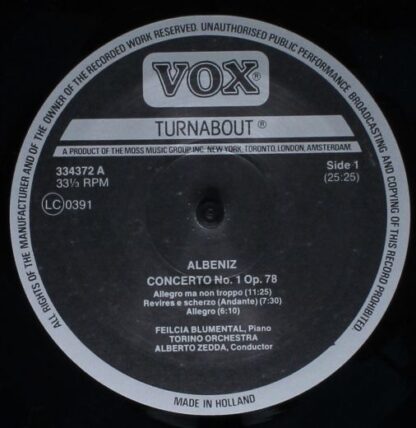 ALL RIGHTS OF THE MANUFACTURER AND OF THE OWNER OF THE RECORDED WORK RESERVED. UNAUTHORISED PUBLIC PERFORMANCE BROADCASTING AND COPYING OF THIS RECORD PROHIBITED.
VOX®
TURNABOUT®
A PRODUCT OF THE MOSS MUSIC GROUP INC. NEW YORK, TORONTO, LONDON, AMSTERDAM.
334372 A
33⅓ RPM
Side 1
(25:25)
LC 0391
ALBENIZ
CONCERTO No. 1 Op. 78
Allegro ma non troppo (11:25)
Revires e scherzo (Andante) (7:30)
Allegro (6:10)
FEILCIA BLUMENTAL, Piano
TORINO ORCHESTRA
ALBERTO ZEDDA, Conductor
MADE IN HOLLAND